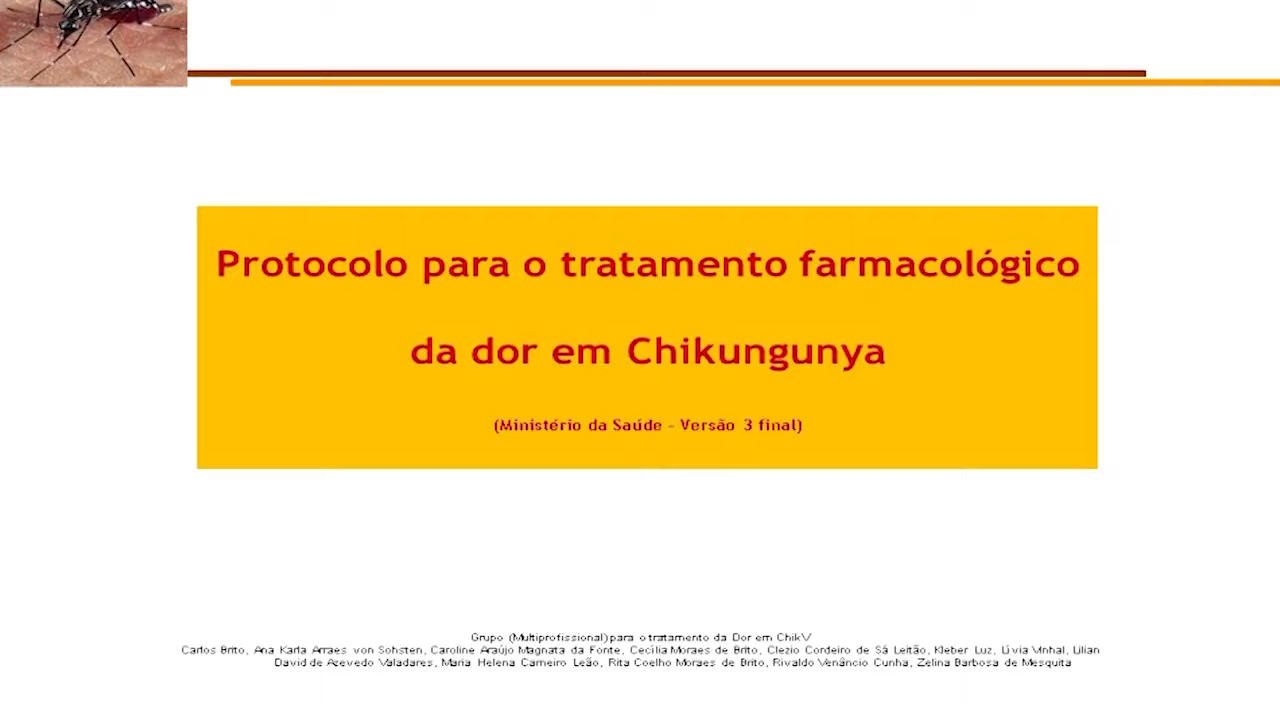 Protocolo para o tratamento farmacológico
da dor em Chikungunya
(Ministério da Saúde - Versão 3 final)
Grupo (Multiprofissional) para o tratamento da Dor em ChikV
Carlos Brito, Ana Karla Arraes von Sohsten, Caroline Araújo Magnata da Fonte, Cecília Moraes de Brito, Clezio Cordeiro de Sá Leitão, Kleber Luz, Lívia Vinhal, Lilian
David de Azevedo Valadares, Maria Helena Carneiro Leão, Rita Coelho Moraes de Brito, Rivaldo Venâncio Cunha, Zelina Barbosa de Mesquita